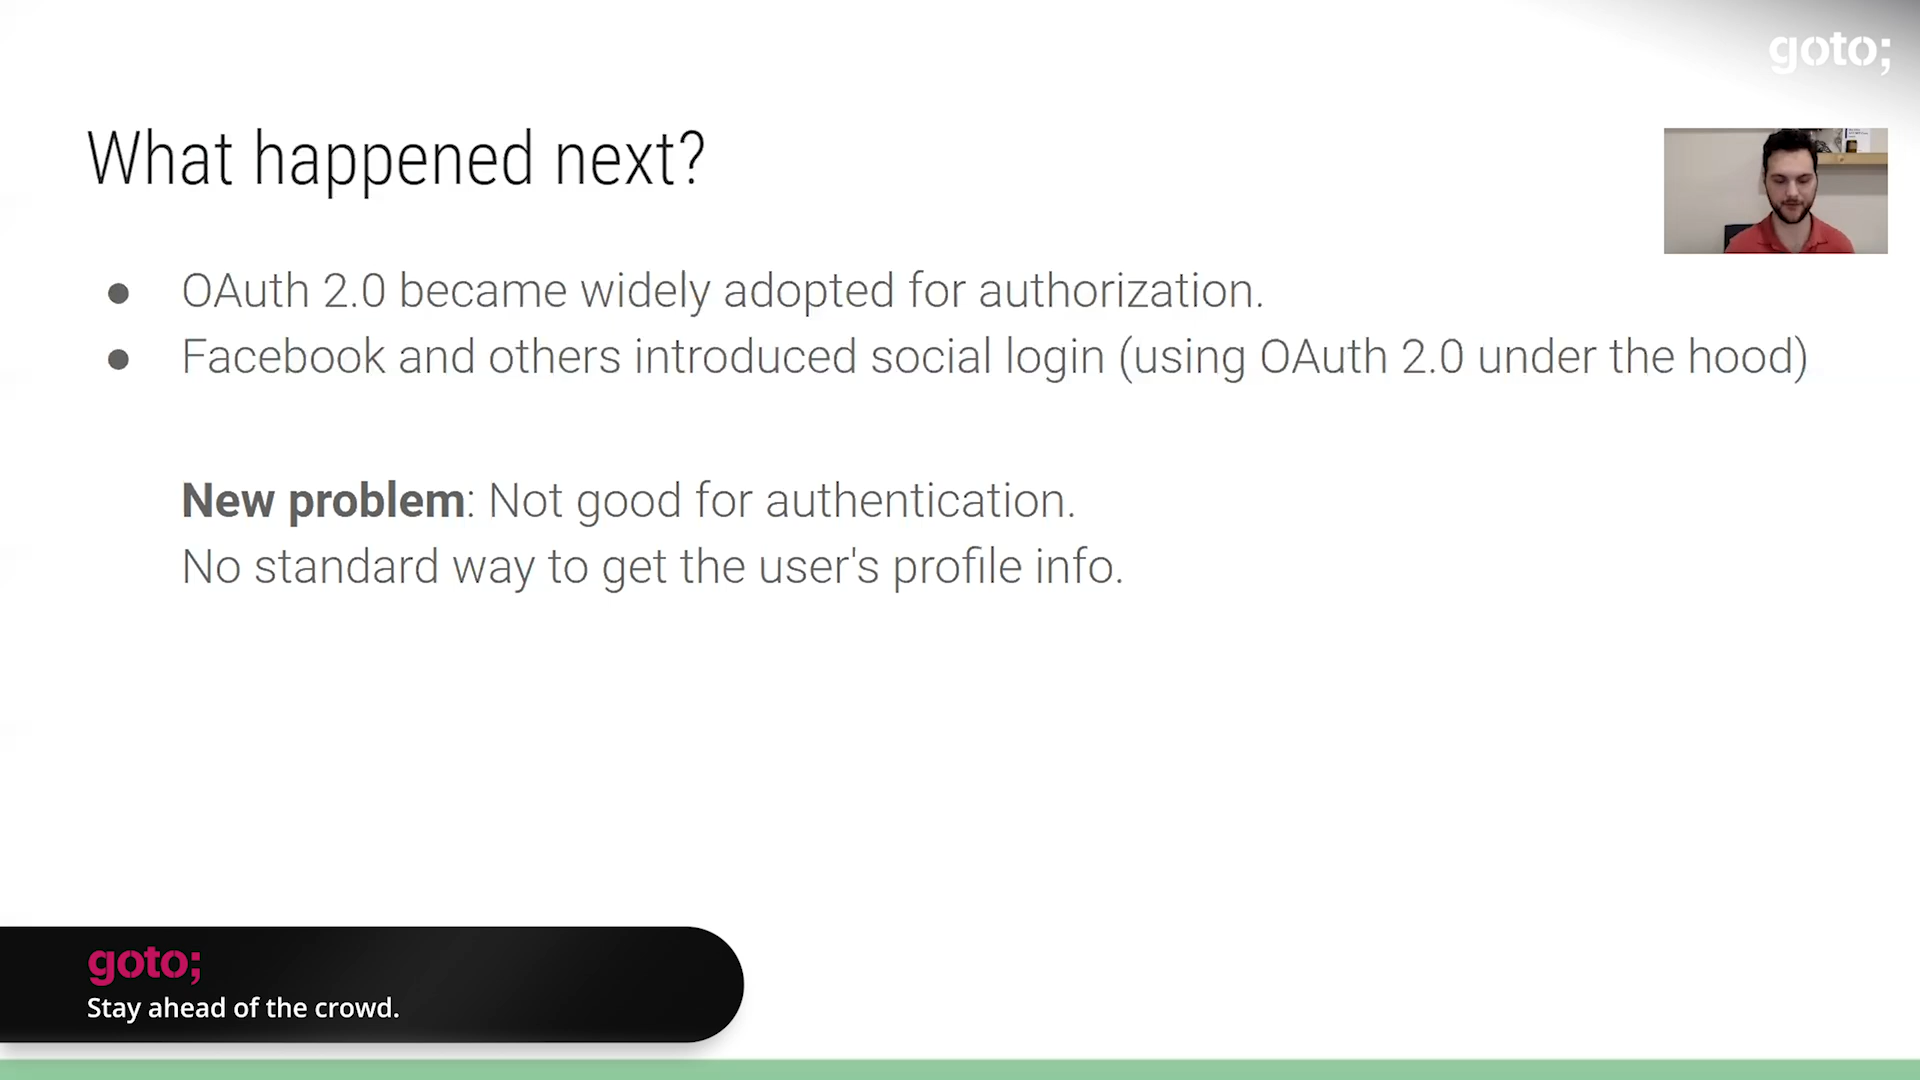 goto;
What happened next?
● OAuth 2.0 became widely adopted for authorization.
● Facebook and others introduced social login (using OAuth 2.0 under the hood)
New problem: Not good for authentication.
No standard way to get the user's profile info.
goto;
Stay ahead of the crowd.